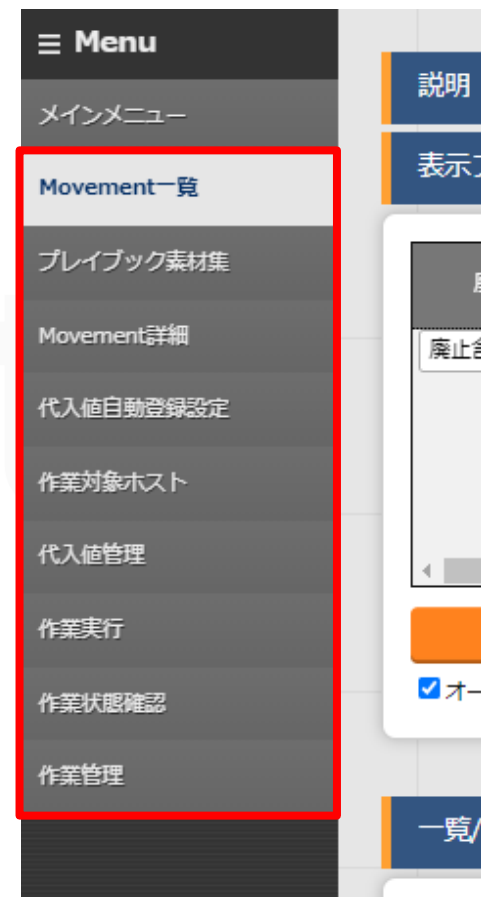 Menu
メインメニュー
Movement一覧
プレイブック素材集
Movement詳細
代入値自動登録設定
作業対象ホスト
代入値管理
作業実行
作業状態確認
作業管理
説明
表示
廃止
オー
一覧/